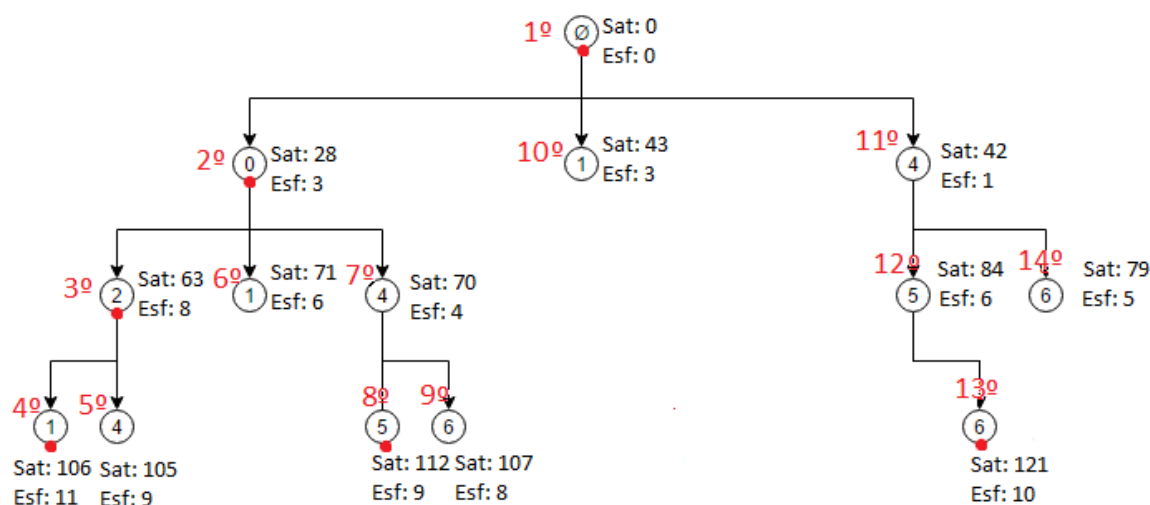 1º Ø Sat: 0
Esf: 0
2º 0 Sat: 28
Esf: 3
10º 1 Sat: 43
Esf: 3
11º 4 Sat: 42
Esf: 1
3º 2 Sat: 63
Esf: 8
6º 1 Sat: 71
Esf: 6
7º 4 Sat: 70
Esf: 4
12º 5 Sat: 84
Esf: 6
14º 6 Sat: 79
Esf: 5
4º 1
Sat: 106
Esf: 11
5º 4
Sat: 105
Esf: 9
8º 5
Sat: 112
Esf: 9
9º 6
Sat: 107
Esf: 8
13º 6
Sat: 121
Esf: 10